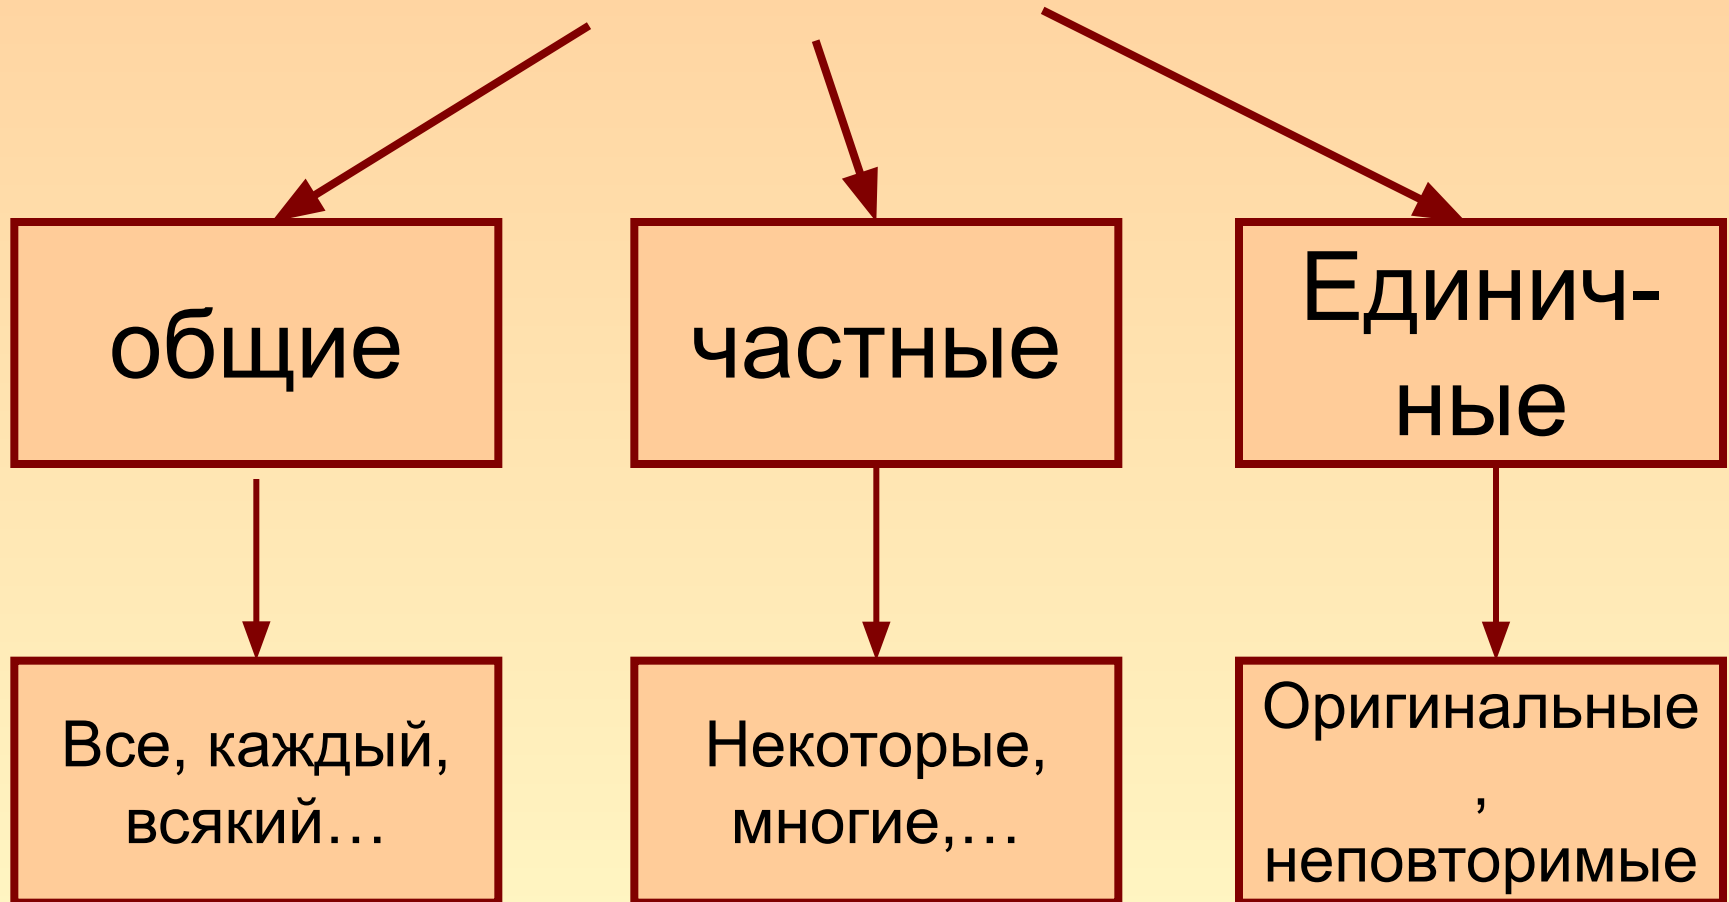 общие
частные
Единич-
ные
Все, каждый,
всякий…
Некоторые,
многие,…
Оригинальные
,
неповторимые